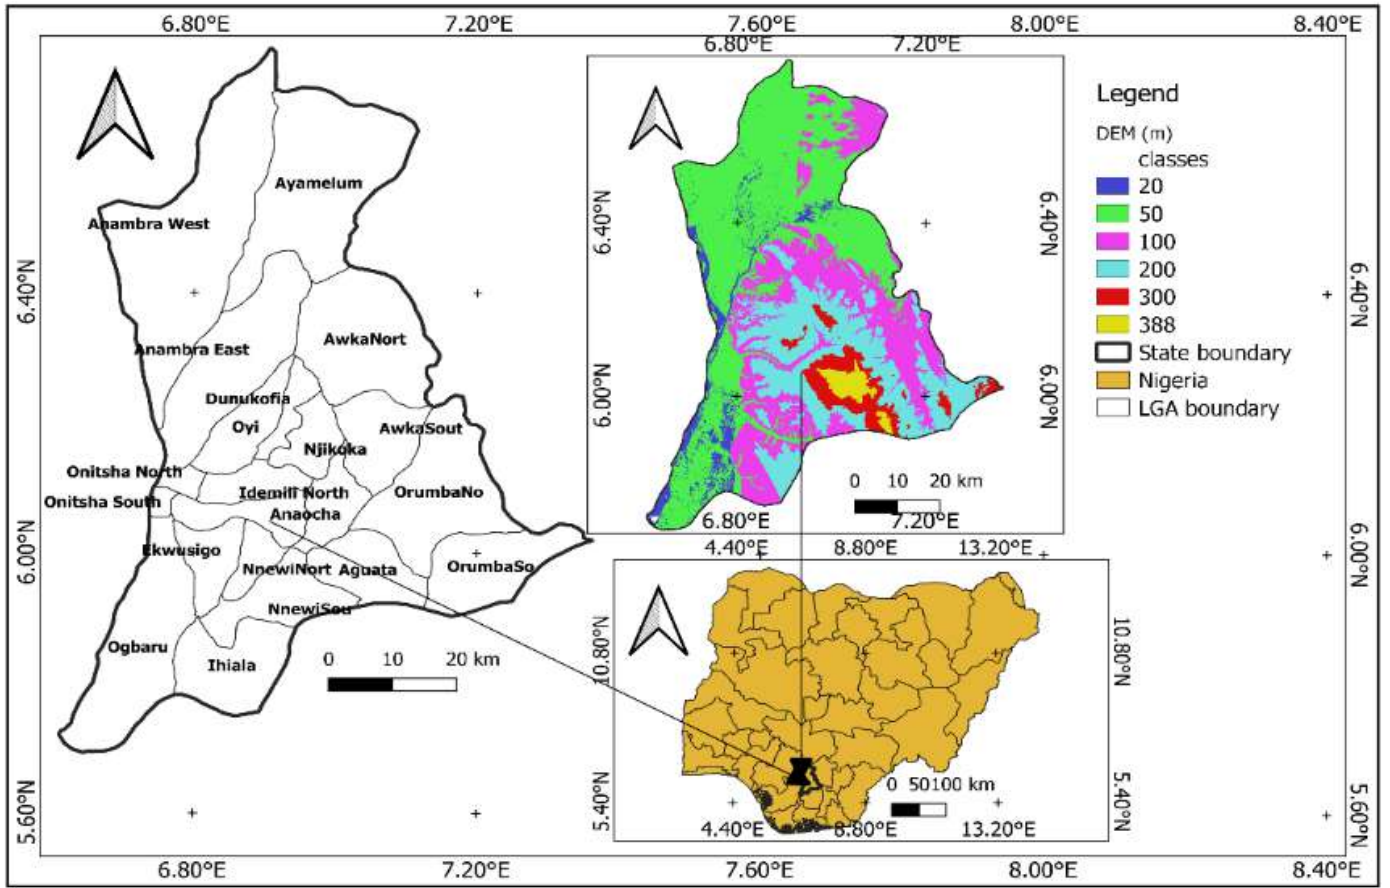 6.80°E 7.20°E 7.60°E 8.00°E 8.40°E
6.80°E 7.20°E
Legend
DEM (m)
classes
20
50
100
200
300
388
State boundary
Nigeria
LGA boundary
Ayamelum
Anambra West
Anambra East
AwkaNort
Dunukofia
Oyi
AwkaSout
Njikoka
Onitsha North
Idemili North
OrumbaNo
Onitsha South
Anaocha
Ekwusigo
NnewiNort
Aguata
OrumbaSo
NnewiSou
Ogbaru
Ihiala
0 10 20 km
6.40°N
6.00°N
5.60°N
6.40°N
6.00°N
6.40°N
6.00°N
0 10 20 km
6.80°E 7.20°E
4.40°E 8.80°E 13.20°E
10.80°N
5.40°N
10.80°N
5.40°N
0 50100 km
4.40°E 8.80°E 13.20°E
6.40°N
6.00°N
5.60°N
6.80°E 7.20°E 7.60°E 8.00°E 8.40°E